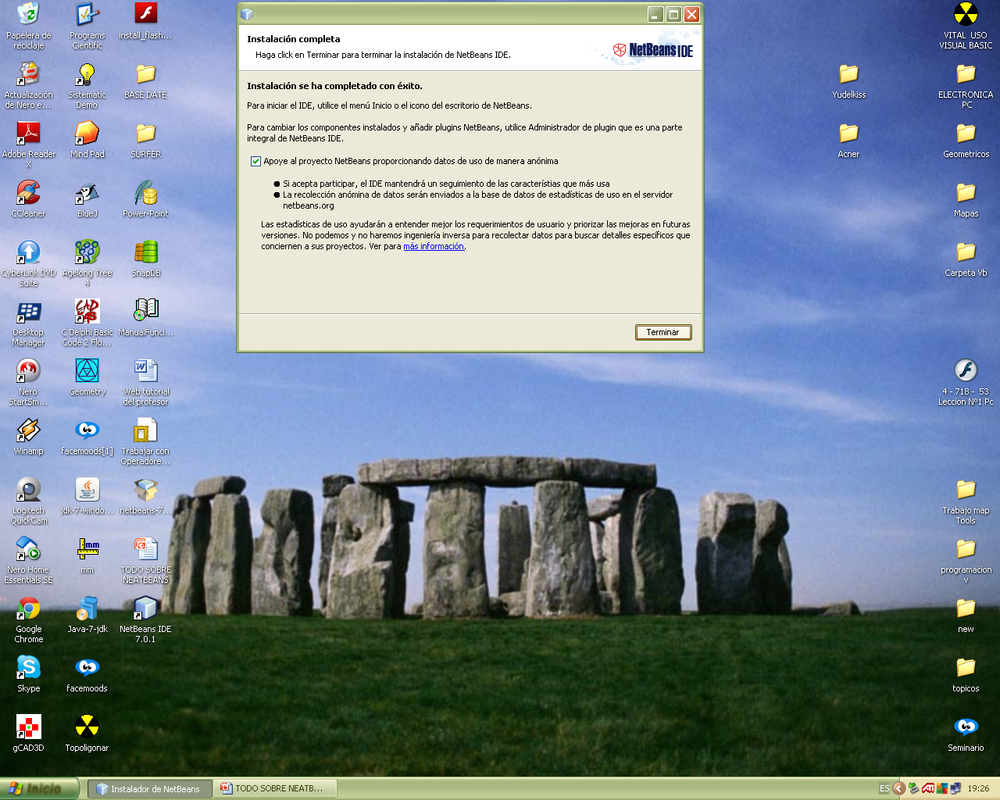 Instalación completa
Haga click en Terminar para terminar la instalación de NetBeans IDE.
NetBeans IDE
Instalación se ha completado con éxito.
Para iniciar el IDE, utilice el menú Inicio o el icono del escritorio de NetBeans.
Para cambiar los componentes instalados y añadir plugins NetBeans, utilice Administrador de plugin que es una parte
integral de NetBeans IDE.
Apoye al proyecto NetBeans proporcionando datos de uso de manera anónima
Si acepta participar, el IDE mantendrá un seguimiento de las característias que más usa
La recolección anómina de datos serán enviados a la base de datos de estadísticas de uso en el servidor
netbeans.org
Las estadísticas de uso ayudarán a entender mejor los requerimientos de usuario y priorizar las mejoras en futuras
versiones. No podemos y no haremos ingeniería inversa para recolectar datos para buscar detalles específicos que
conciernen a sus proyectos. Ver para más información.
Terminar
Papelera de
reciclaje
Programs
Cientific
install_flash...
Actualización
de Nero e...
Sistematic
Demo
BASE DATE
Adobe Reader
X
Mind Pad
SURFER
CCleaner
BlueJ
Power-Point
CyberLink DVD
Suite
Agelong Tree
4
SnapDB
Desktop
Manager
C Delphi Basic
Code 2 Flo...
ManualFunci...
Nero
StartSm...
Geometry
Web tutorial
del profesor
Winamp
facemoods[1]
Trabajar con
Operadore...
Logitech
QuickCam
jdk-7-windo...
netbeans-7...
Nero Home
Essentials SE
mm
mm
TODO SOBRE
NEATBEANS
Google
Chrome
Java-7-jdk
NetBeans IDE
7.0.1
Skype
facemoods
gCAD3D
Topoligonar
VITAL USO
VISUAL BASIC
Yudelkiss
ELECTRONICA
PC
Acner
Geometricos
Mapas
Carpeta Vb
4 - 718 - 53
Leccion Nº1 Pc
Trabajo map
Tools
programacion
v
new
topicos
Seminario
Inicio
Instalador de NetBeans
TODO SOBRE NEATB...
ES
19:26